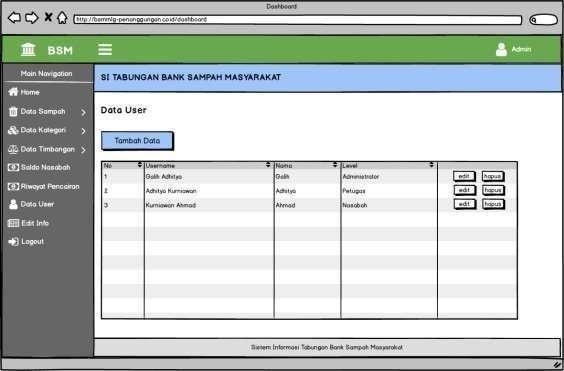 Dashboard
http://bsmmlg-penanggungan.co.id/dashboard
BSM
Admin
Main Navigation
SI TABUNGAN BANK SAMPAH MASYARAKAT
Home
Data Sampah
Data Kategori
Data Timbangan
Saldo Nasabah
Riwayat Pencairan
Data User
Edit Info
Logout
Data User
Tambah Data
No Username Nama Level
1 Galih Adhitya Galih Administrator edit hapus
2 Adhitya Kurniawan Adhitya Petugas edit hapus
3 Kurniawan Ahmad Ahmad Nasabah edit hapus
Sistem Informasi Tabungan Bank Sampah Masyarakat